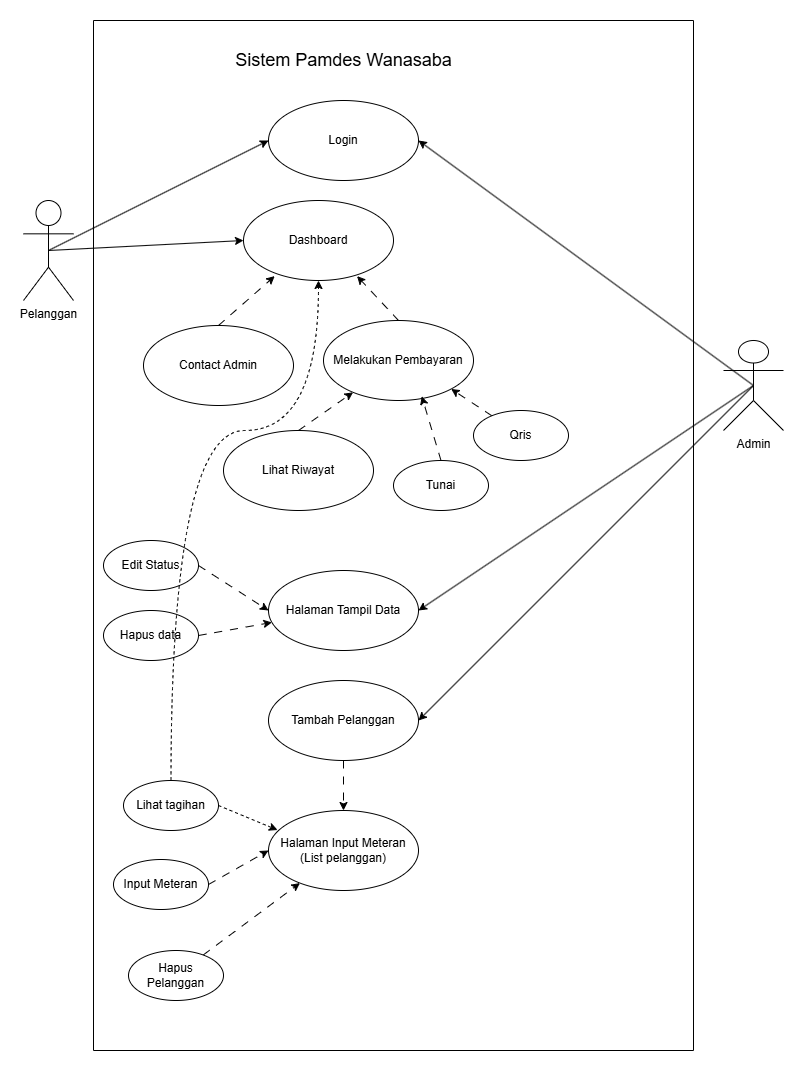 Sistem Pamdes Wanasaba
Login
Dashboard
Pelanggan
Contact Admin
Melakukan Pembayaran
Admin
Qris
Lihat Riwayat
Tunai
Edit Status
Halaman Tampil Data
Hapus data
Tambah Pelanggan
Lihat tagihan
Halaman Input Meteran
(List pelanggan)
Input Meteran
Hapus
Pelanggan